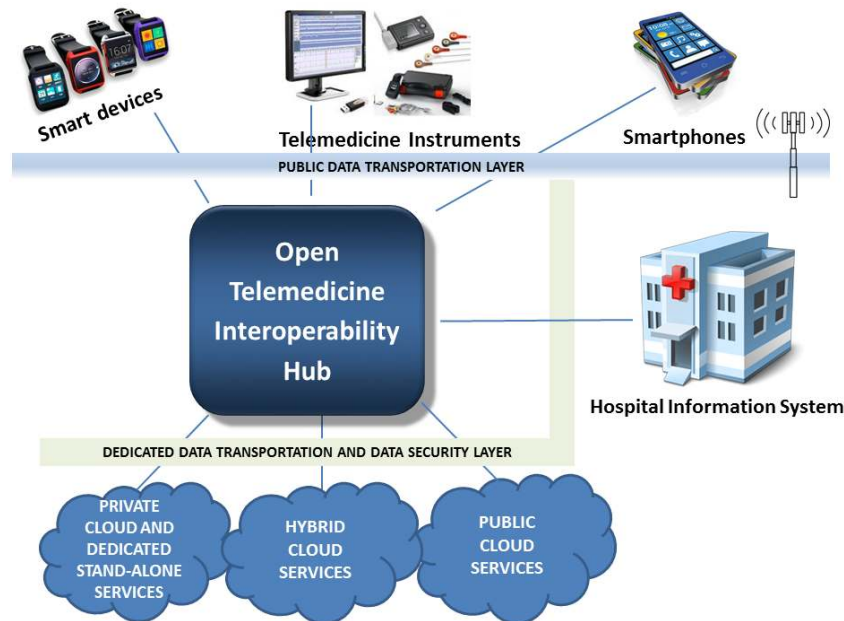 Smart devices
Telemedicine Instruments
Smartphones
PUBLIC DATA TRANSPORTATION LAYER
Open
Telemedicine
Interoperability
Hub
Hospital Information System
DEDICATED DATA TRANSPORTATION AND DATA SECURITY LAYER
PRIVATE
CLOUD AND
DEDICATED
STAND-ALONE
SERVICES
HYBRID
CLOUD
SERVICES
PUBLIC
CLOUD
SERVICES